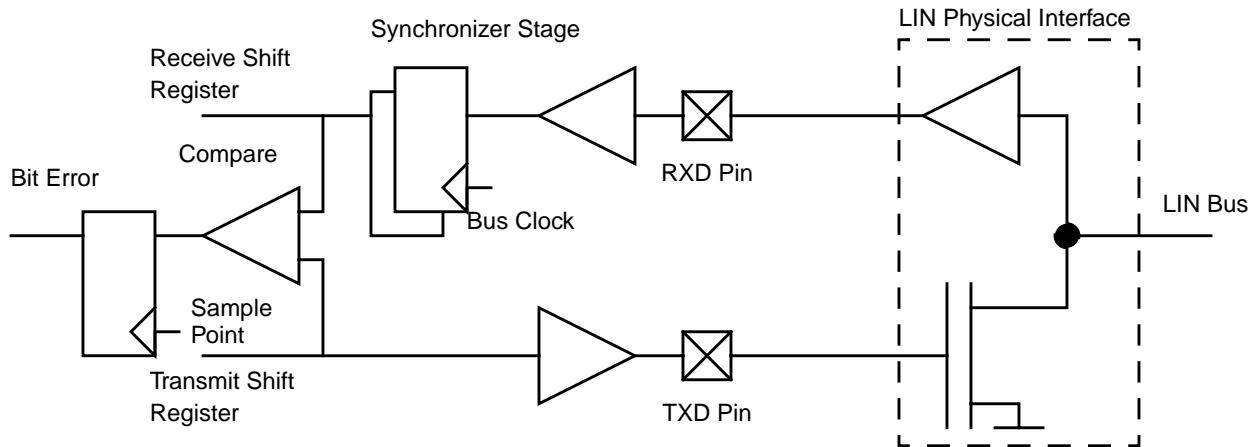 LIN Physical Interface
Synchronizer Stage
Receive Shift
Register
Compare
RXD Pin
Bit Error
Bus Clock
LIN Bus
Sample
Point
Transmit Shift
Register
TXD Pin